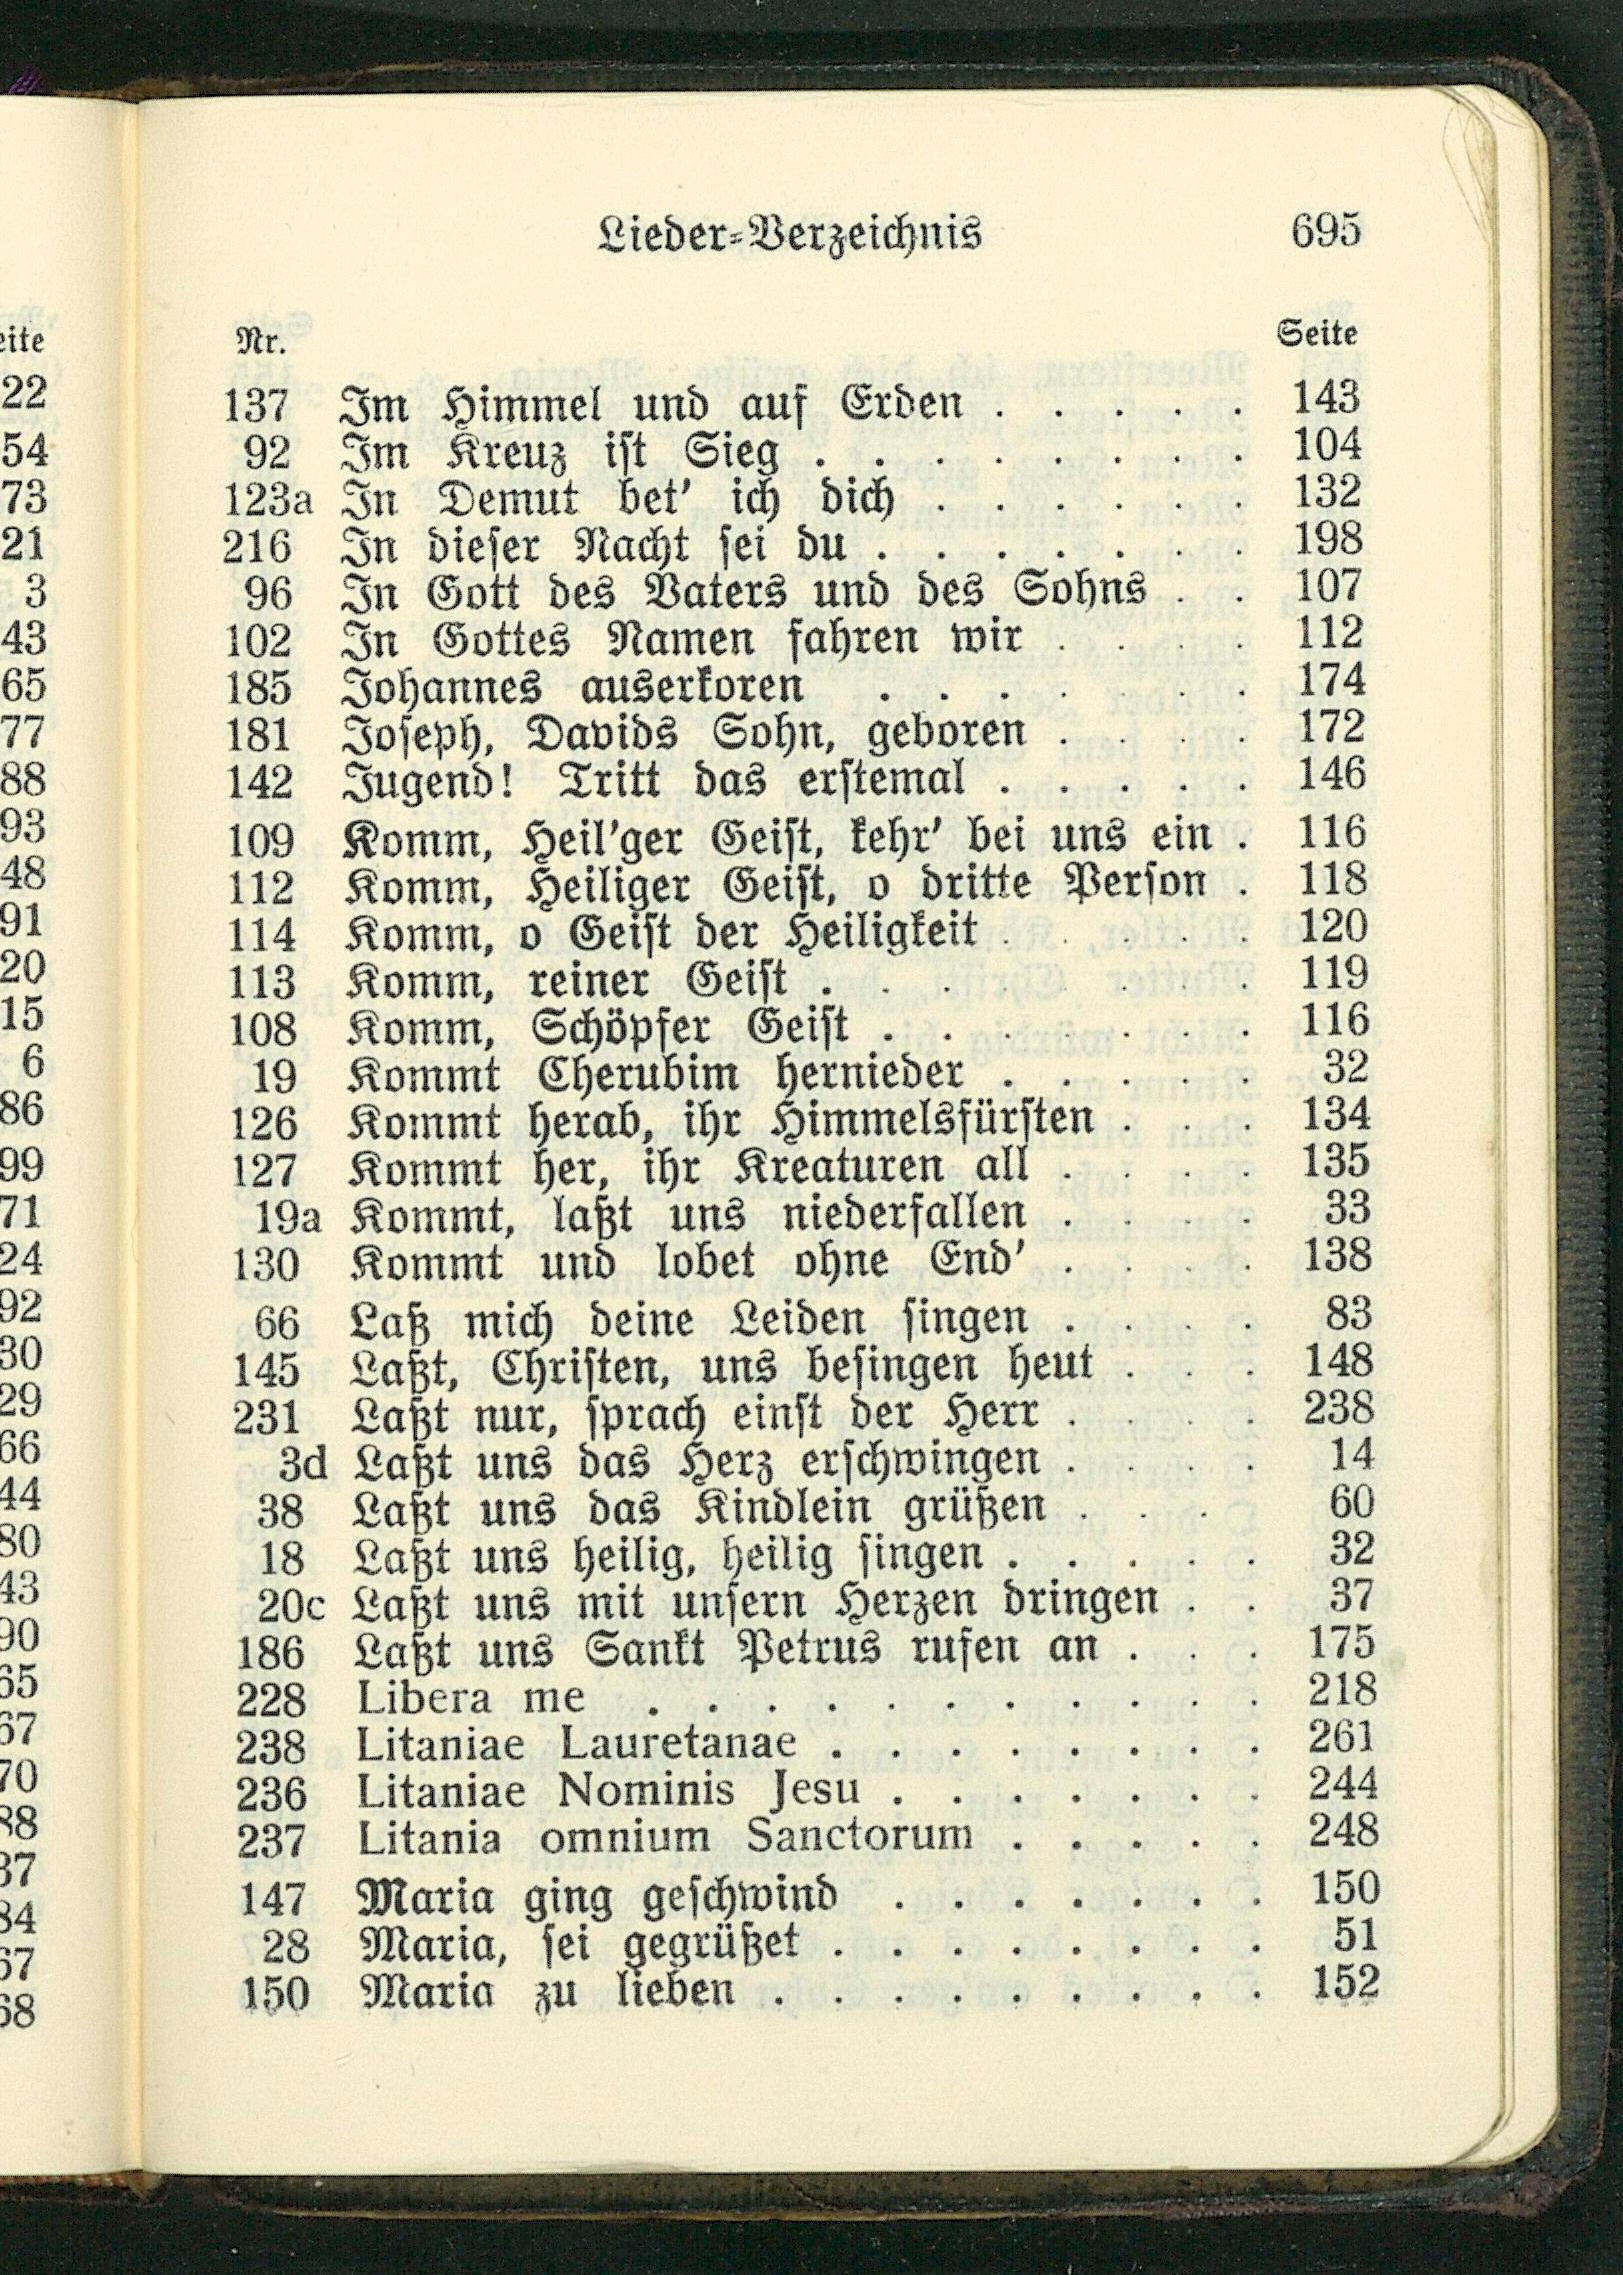 Lieder-Verzeichnis 695
Nr. Seite
137 Im Himmel und auf Erden . . . . . 143
92 Im Kreuz ist Sieg . . . . . . . . 104
123a In Demut bet' ich dich . . . . . . 132
216 In dieser Nacht sei du . . . . . . . 198
96 In Gott des Vaters und des Sohns . . 107
102 In Gottes Namen fahren wir . . . . 112
185 Johannes auserkoren . . . . . . . 174
181 Joseph, Davids Sohn, geboren . . . . 172
142 Jugend! Tritt das erstemal . . . . . 146
109 Komm, Heil'ger Geist, kehr' bei uns ein . 116
112 Komm, Heiliger Geist, o dritte Person . 118
114 Komm, o Geist der Heiligkeit . . . . . 120
113 Komm, reiner Geist . . . . . . . . 119
108 Komm, Schöpfer Geist . . . . . . . 116
19 Kommt Cherubim hernieder . . . . . 32
126 Kommt herab, ihr Himmelsfürsten . . . 134
127 Kommt her, ihr Kreaturen all . . . . 135
19a Kommt, laßt uns niederfallen . . . . 33
130 Kommt und lobet ohne End' . . . . 138
66 Laß mich deine Leiden singen . . . . 83
145 Laßt, Christen, uns besingen heut . . . 148
231 Laßt nur, sprach einst der Herr . . . . 238
3d Laßt uns das Herz erschwingen . . . . 14
38 Laßt uns das Kindlein grüßen . . . 60
18 Laßt uns heilig, heilig singen . . . . . 32
20c Laßt uns mit unsern Herzen dringen . . 37
186 Laßt uns Sankt Petrus rufen an . . . 175
228 Libera me . . . . . . . . . . . 218
238 Litaniae Lauretanae . . . . . . . . 261
236 Litaniae Nominis Jesu . . . . . . . 244
237 Litania omnium Sanctorum . . . . . 248
147 Maria ging geschwind . . . . . . . 150
28 Maria, sei gegrüßet . . . . . . . . 51
150 Maria zu lieben . . . . . . . . . 152